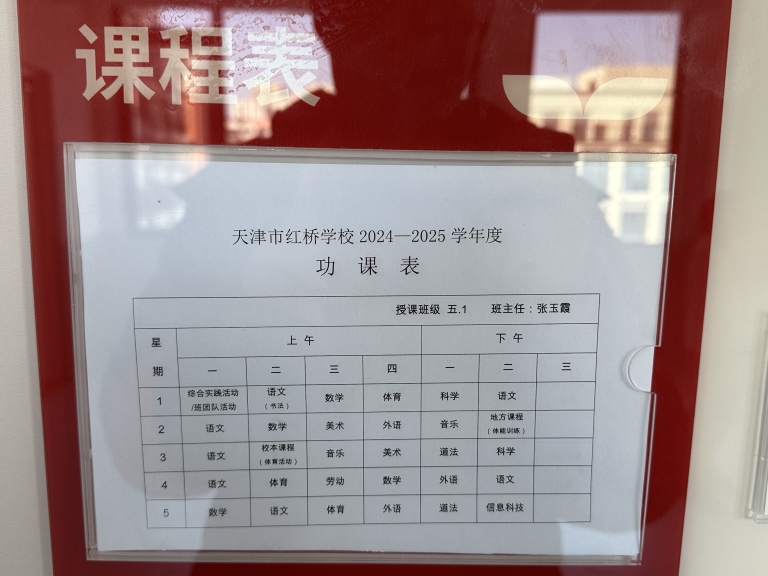 课程表
天津市红桥学校 2024—2025 学年度
功 课 表
授课班级 五.1 班主任：张玉霞
星期 上 午 下 午
一 二 三 四 一 二 三
1 综合实践活动/班团队活动 语文（书法） 数学 体育 科学 语文
2 语文 数学 美术 外语 音乐 地方课程（体能训练）
3 语文 校本课程（体育活动） 音乐 美术 道法 科学
4 语文 体育 劳动 数学 外语 语文
5 数学 语文 体育 外语 道法 信息科技